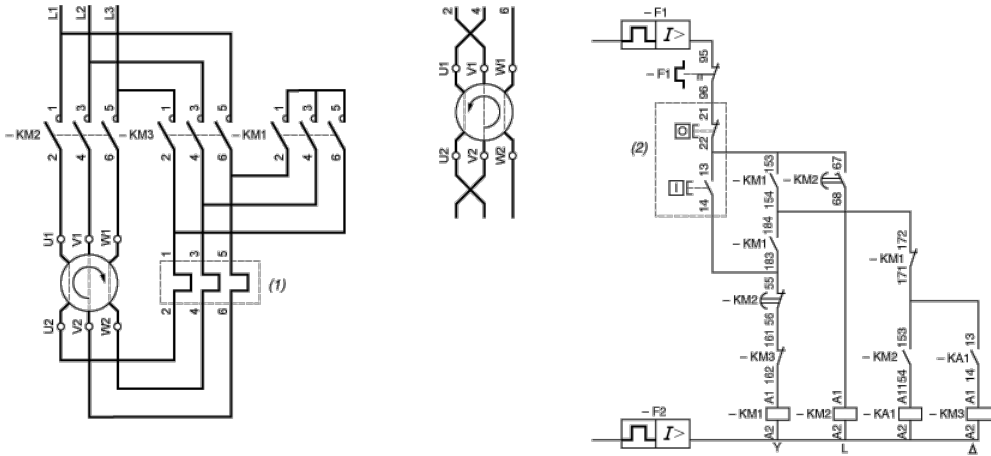 L1 L2 L3
1 3 5 1 3 5 1 3 5
– KM2 – KM3 – KM1
2 4 6 2 4 6 2 4 6
U1 V1 W1 1 3 5
(1)
U2 V2 W2 2 4 6
2 4 6
U1 V1 W1
U2 V2 W2
– F1
I>
95
– F1
96
21
O
22
(2)
13
I
14
153
– KM1
154
67
– KM2
68
184
– KM1
183
172
– KM1
171
55
– KM2
56
161
– KM3
162
153
– KM2
154
13
– KA1
14
A1 A1 A1 A1
– KM1 – KM2 – KA1 – KM3
A2 A2 A2 A2
– F2
I>
Y L Δ